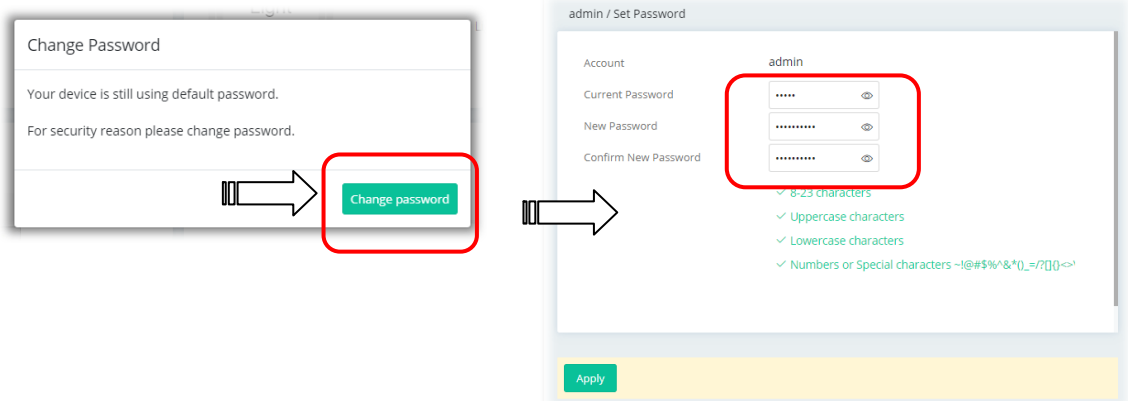 Light
Change Password
Your device is still using default password.
For security reason please change password.
Change password
admin / Set Password
Account admin
Current Password •••••
New Password ••••••••••
Confirm New Password ••••••••••
8-23 characters
Uppercase characters
Lowercase characters
Numbers or Special characters ~!@#$%^&*()_=/?[]{}<>'
Apply